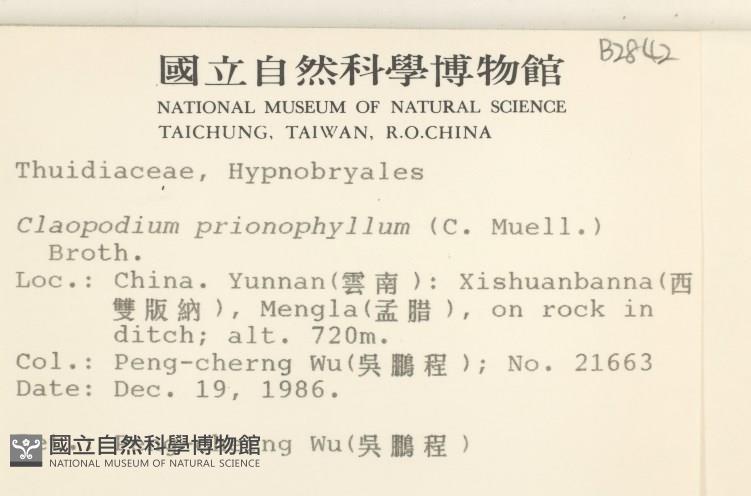 B2842
國立自然科學博物館
NATIONAL MUSEUM OF NATURAL SCIENCE
TAICHUNG, TAIWAN, R.O.CHINA
Thuidiaceae, Hypnobryales
Claopodium prionophyllum (C. Muell.)
Broth.
Loc.: China. Yunnan(雲南): Xishuanbanna(西
雙版納), Mengla(孟腊), on rock in
ditch; alt. 720m.
Col.: Peng-cherng Wu(吳鵬程); No. 21663
Date: Dec. 19, 1986.
Wu(吳鵬程)
國立自然科學博物館
NATIONAL MUSEUM OF NATURAL SCIENCE